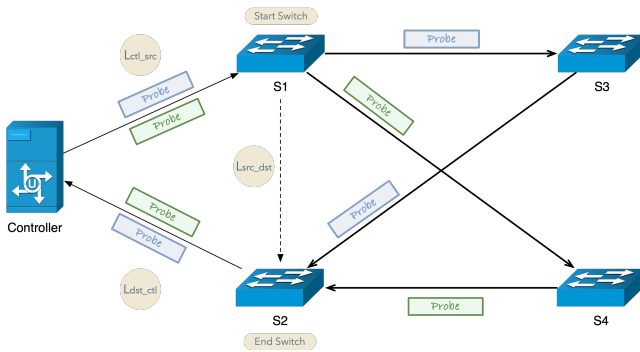 Start Switch
Lctl_src
Probe
S1
S3
Probe
Probe
Probe
Lsrc_dst
Controller
Probe
Probe
Probe
Ldst_ctl
S2
Probe
S4
End Switch